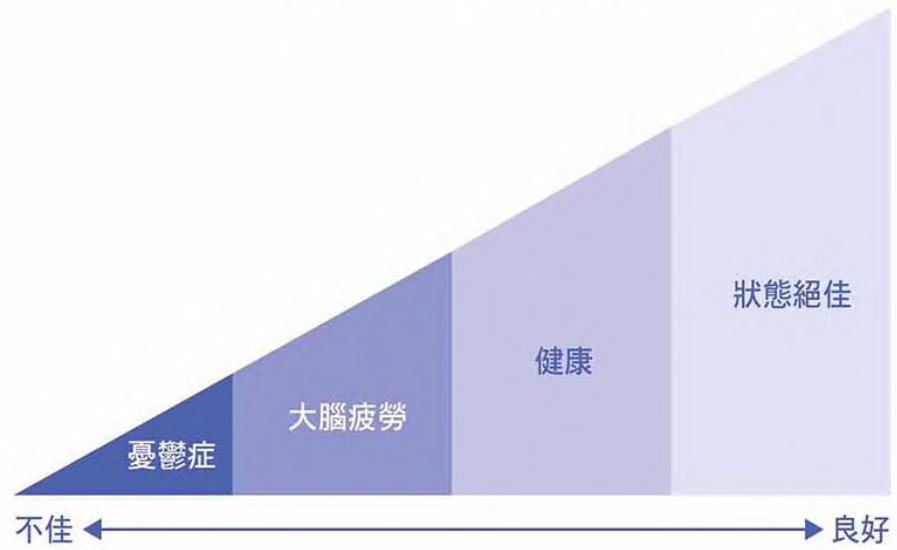 狀態絕佳
健康
大腦疲勞
憂鬱症
不佳 良好